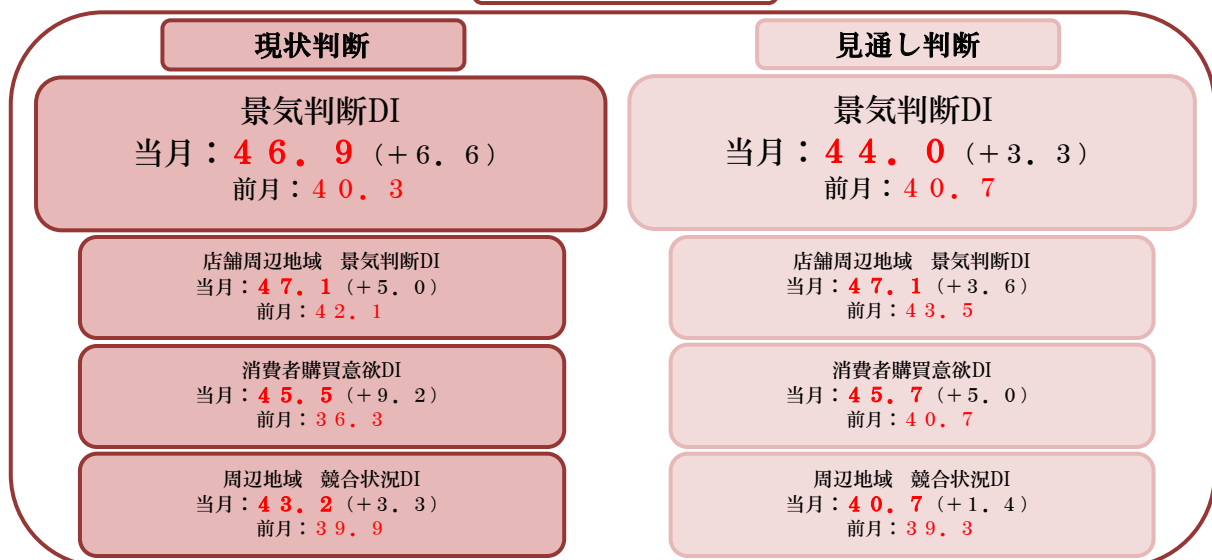 現状判断
景気判断DI
当月：４６．９（＋６．６）
前月：４０．３
店舗周辺地域　景気判断DI
当月：４７．１（＋５．０）
前月：４２．１
消費者購買意欲DI
当月：４５．５（＋９．２）
前月：３６．３
周辺地域　競合状況DI
当月：４３．２（＋３．３）
前月：３９．９
見通し判断
景気判断DI
当月：４４．０（＋３．３）
前月：４０．７
店舗周辺地域　景気判断DI
当月：４７．１（＋３．６）
前月：４３．５
消費者購買意欲DI
当月：４５．７（＋５．０）
前月：４０．７
周辺地域　競合状況DI
当月：４０．７（＋１．４）
前月：３９．３